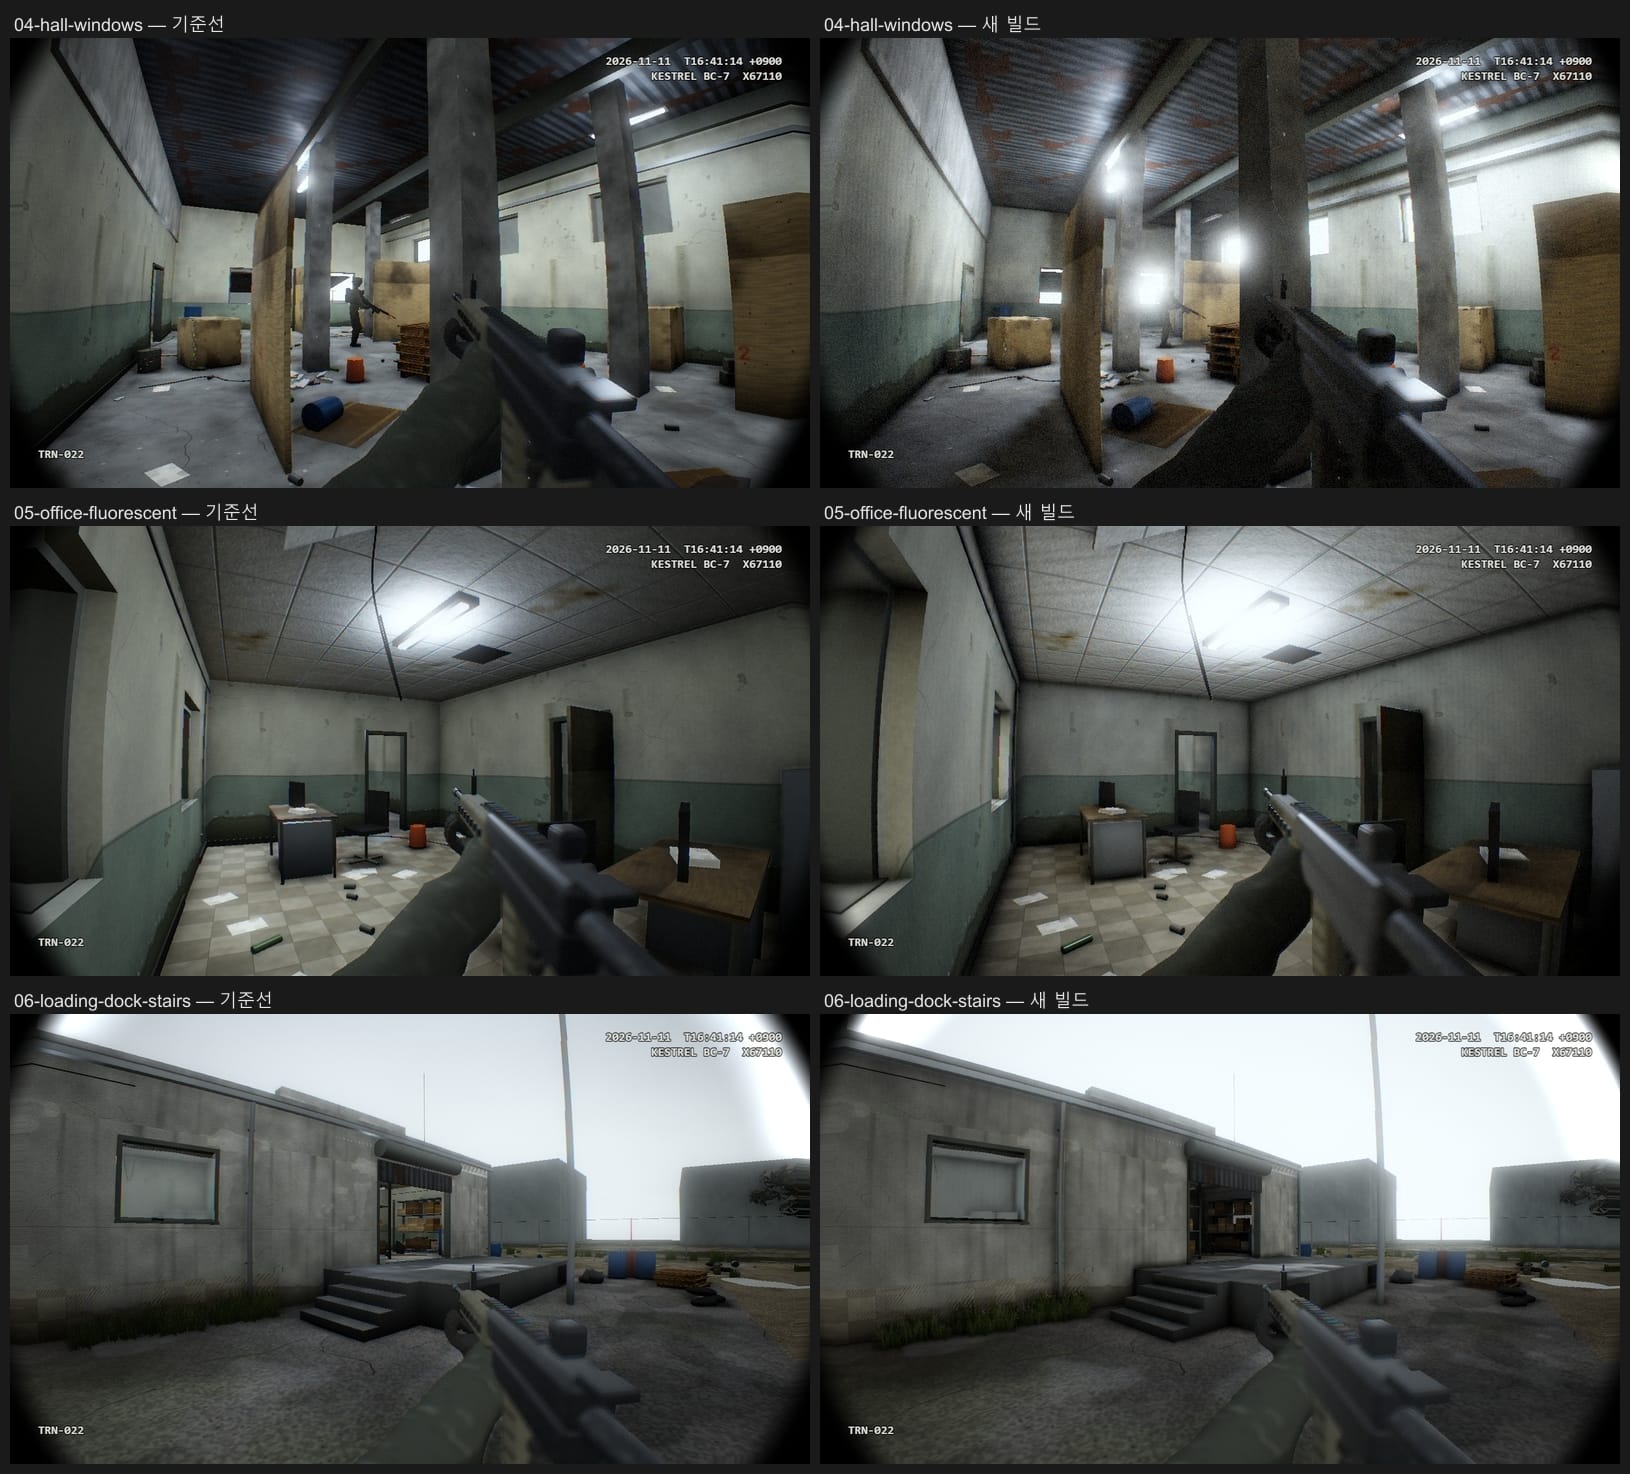 04-hall-windows — 기준선
04-hall-windows — 새 빌드
2026-11-11 T16:41:14 +0900
KESTREL BC-7 X67110
2
TRN-022
2026-11-11 T16:41:14 +0900
KESTREL BC-7 X67110
2
TRN-022
05-office-fluorescent — 기준선
05-office-fluorescent — 새 빌드
2026-11-11 T16:41:14 +0900
KESTREL BC-7 X67110
TRN-022
2026-11-11 T16:41:14 +0900
KESTREL BC-7 X67110
TRN-022
06-loading-dock-stairs — 기준선
06-loading-dock-stairs — 새 빌드
2026-11-11 T16:41:14 +0900
KESTREL BC-7 X67110
TRN-022
2026-11-11 T16:41:14 +0900
KESTREL BC-7 X67110
TRN-022